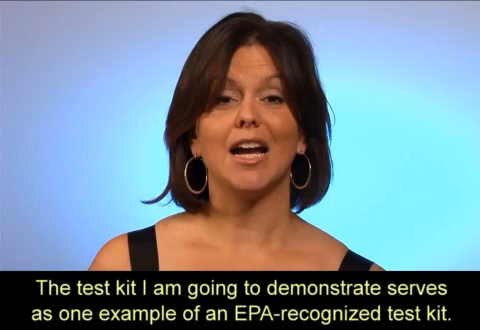 The test kit I am going to demonstrate serves
as one example of an EPA-recognized test kit.